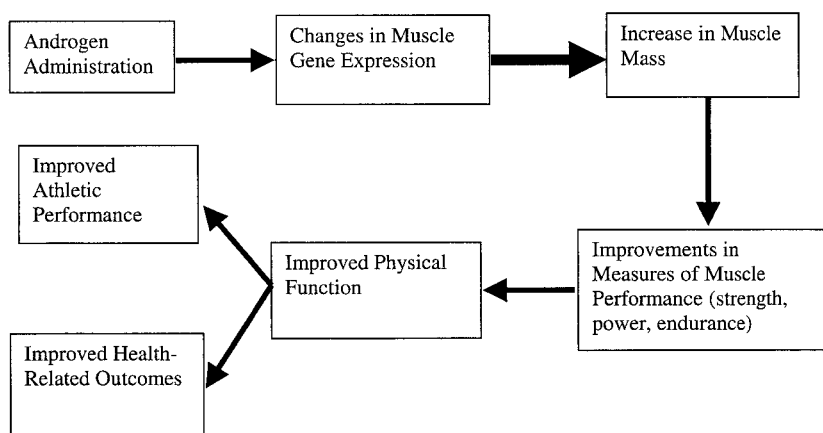 Androgen
Administration
Changes in Muscle
Gene Expression
Increase in Muscle
Mass
Improvements in
Measures of Muscle
Performance (strength,
power, endurance)
Improved Physical
Function
Improved
Athletic
Performance
Improved Health-
Related Outcomes